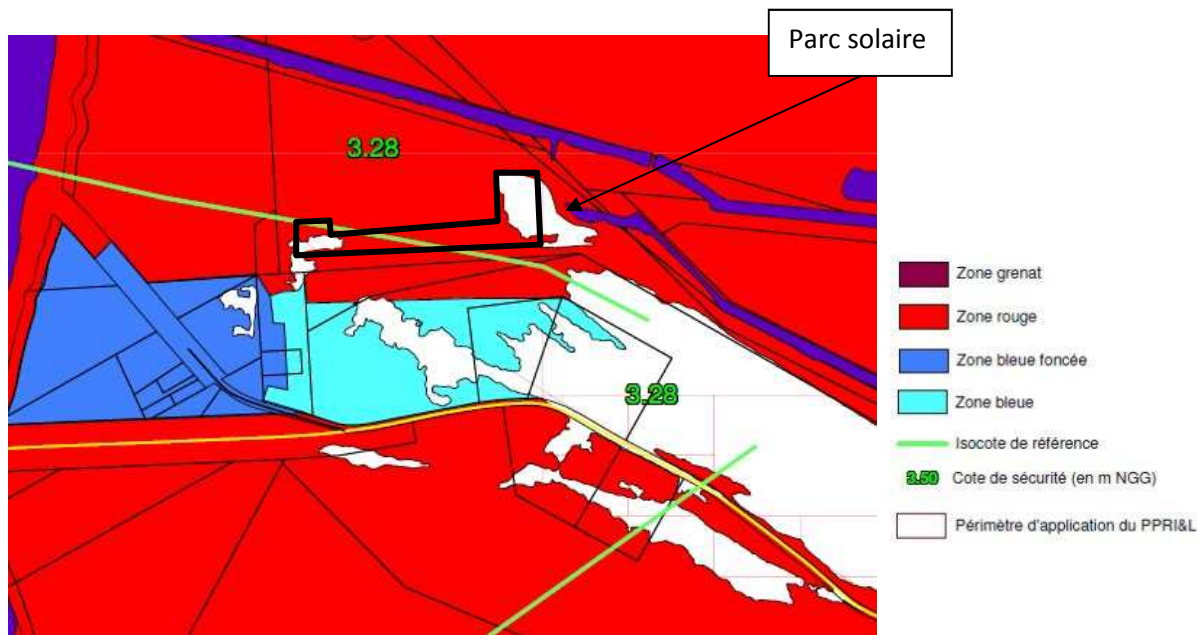 Parc solaire
3.28
3.28
Zone grenat
Zone rouge
Zone bleue foncée
Zone bleue
Isocote de référence
3.50 Cote de sécurité (en m NGG)
Périmètre d'application du PPRI&L